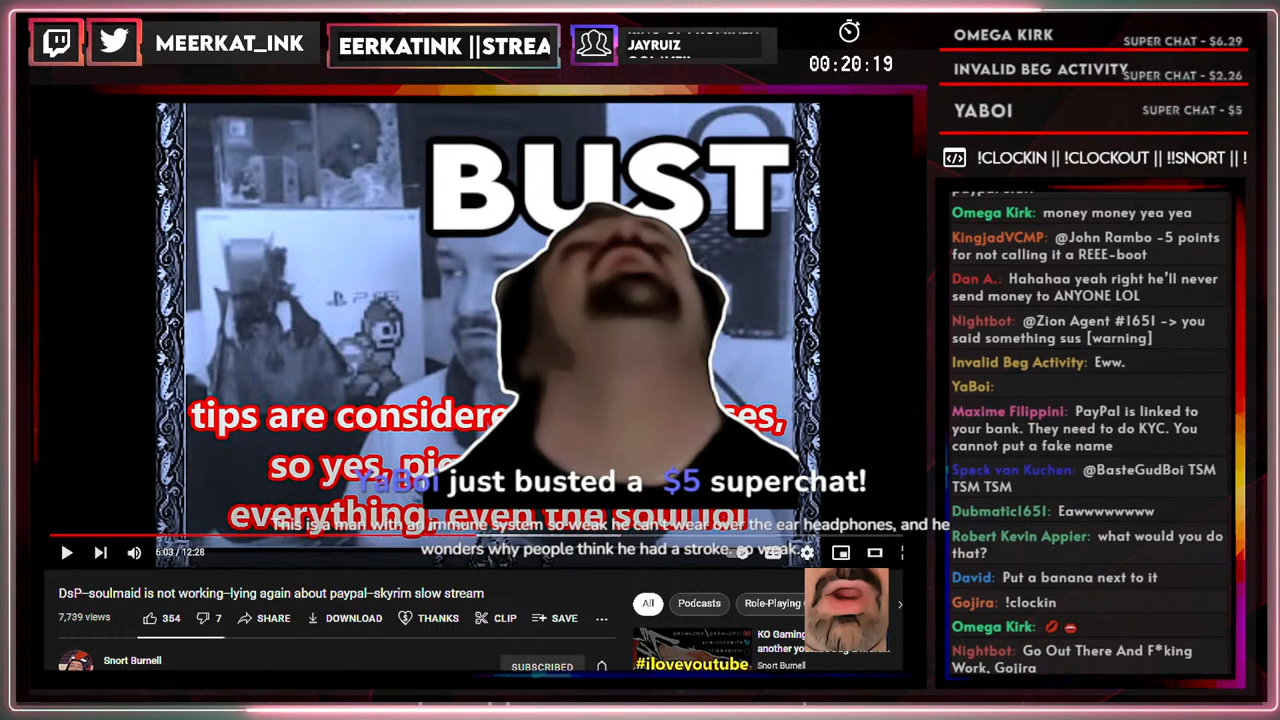 MEERKAT_INK
EERKATINK ||STREA
JAYRUIZ
00:20:19
OMEGA KIRK
SUPER CHAT - $6.29
INVALID BEG ACTIVITY
SUPER CHAT - $2.26
YABOI
SUPER CHAT - $5
!CLOCKIN || !CLOCKOUT || !!SNORT || !
Omega Kirk: money money yea yea
KingjadVCMP: @John Rambo -5 points
for not calling it a REEE-boot
Dan A.: Hahahaa yeah right he'll never
send money to ANYONE LOL
Nightbot: @Zion Agent #1651 -> you
said something sus [warning]
Invalid Beg Activity: Eww.
YaBoi:
Maxime Filippini: PayPal is linked to
your bank. They need to do KYC. You
cannot put a fake name
Speck van Kuchen: @BasteGudBoi TSM
TSM TSM
Dubmatic1651: Eawwwwwwww
Robert Kevin Appier: what would you do
that?
David: Put a banana next to it
Gojira: !clockin
Omega Kirk: 💋 👄
Nightbot: Go Out There And F*king
Work, Gojira
BUST
PS5
tips are considere
es,
so yes,
everything, even the soul lol
YaBoi just busted a $5 superchat!
This is a man with an immune system so weak he can't wear over the ear headphones, and he
wonders why people think he had a stroke. so weak.
6:03 / 12:28
DsP--soulmaid is not working--lying again about paypal--skyrim slow stream
7,739 views
354
7
SHARE
DOWNLOAD
THANKS
CLIP
SAVE
Snort Burnell
SUBSCRIBED
All
Podcasts
Role-Playing
#iloveyoutube
KO Gaming
Snort Burnell